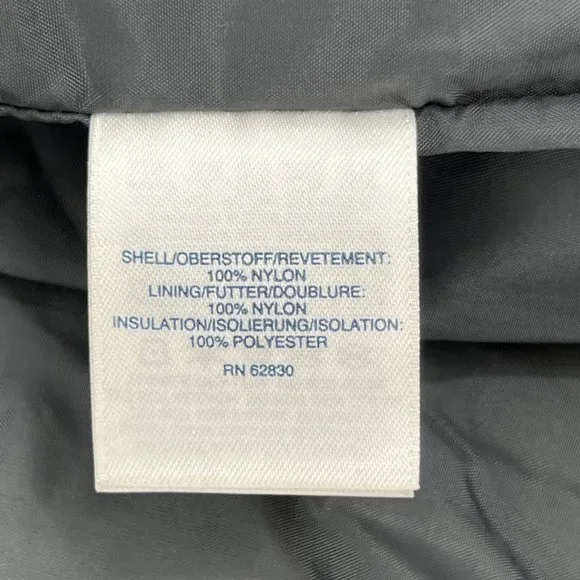 SHELL/OBERSTOFF/REVETEMENT:
100% NYLON
LINING/FUTTER/DOUBLURE:
100% NYLON
INSULATION/ISOLIERUNG/ISOLATION:
100% POLYESTER
RN 62830